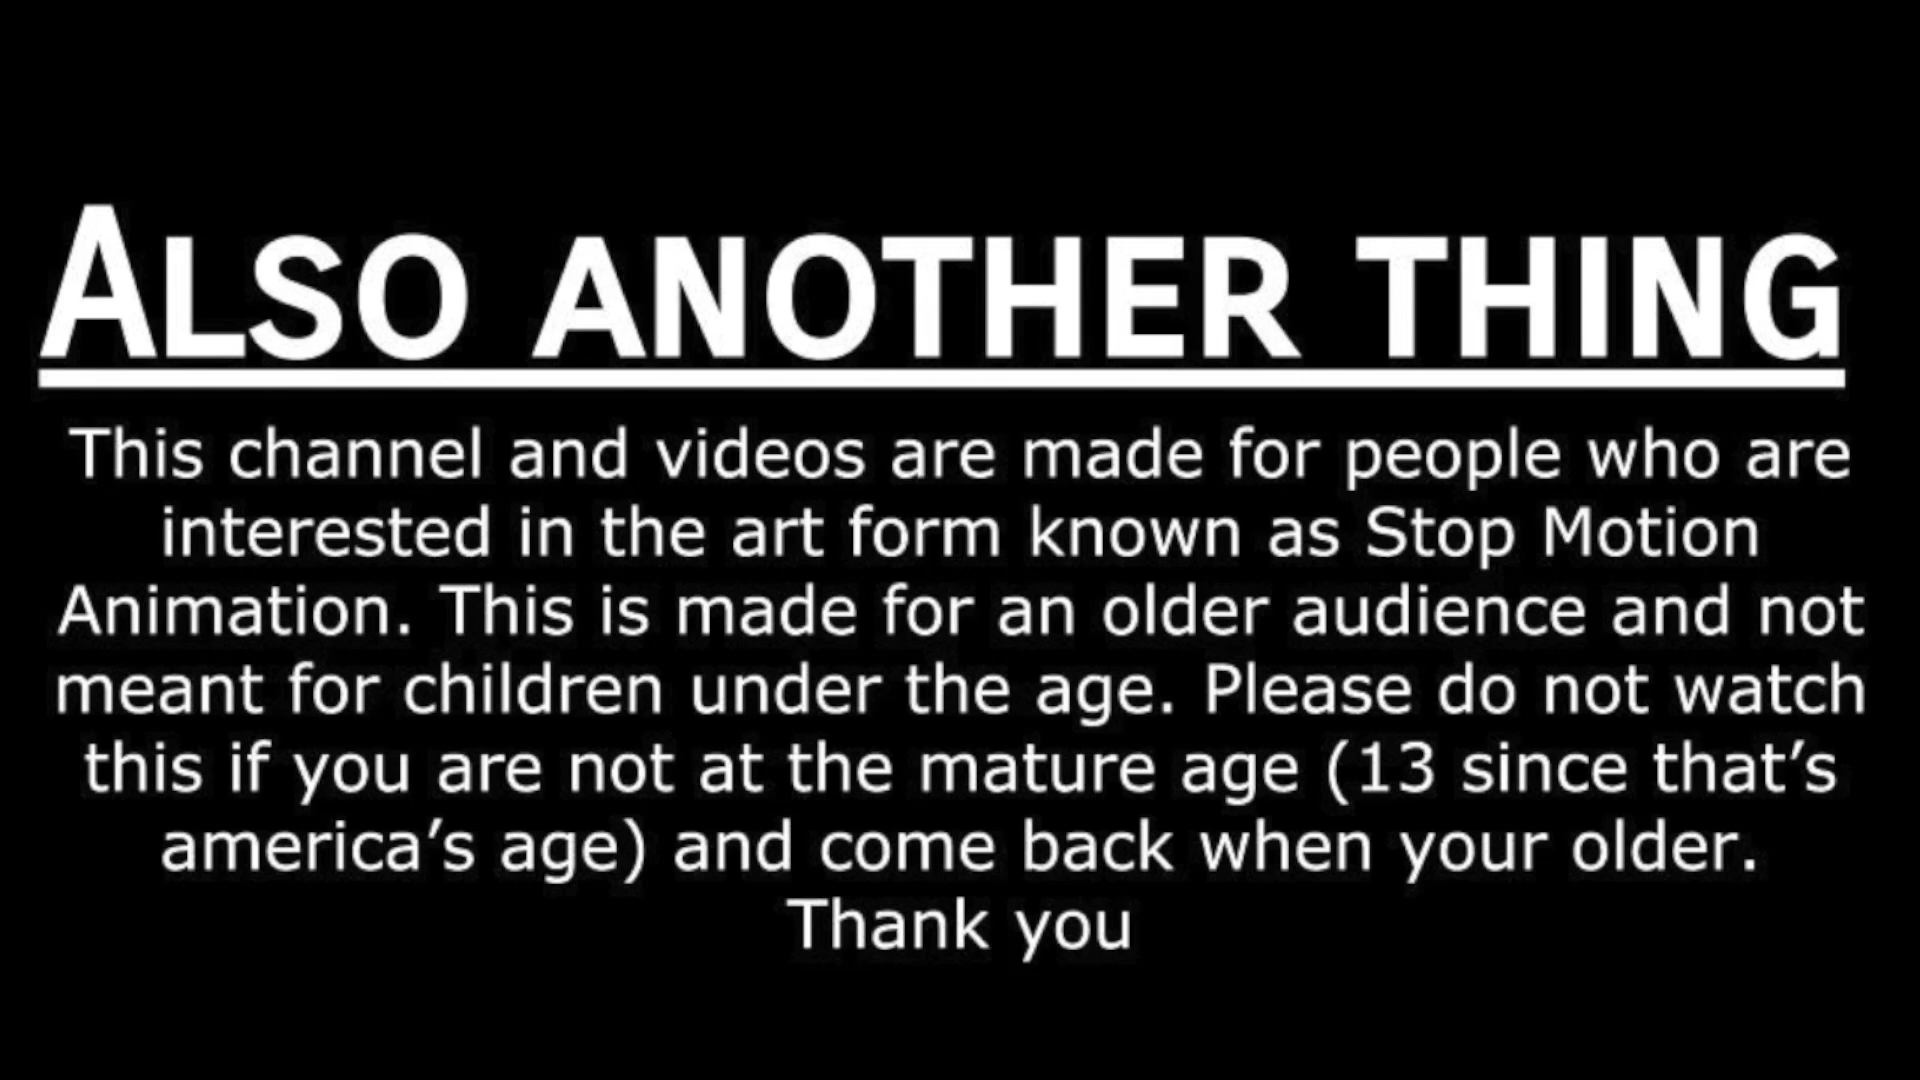 Also another thing
This channel and videos are made for people who are
interested in the art form known as Stop Motion
Animation. This is made for an older audience and not
meant for children under the age. Please do not watch
this if you are not at the mature age (13 since that’s
america’s age) and come back when your older.
Thank you